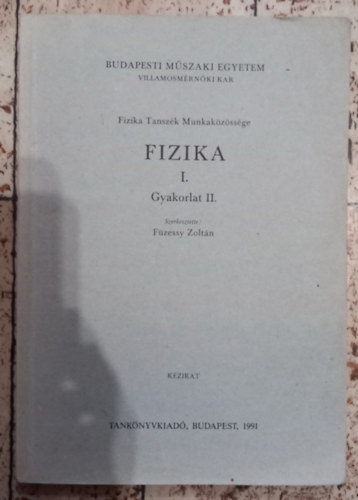 BUDAPESTI MŰSZAKI EGYETEM
VILLAMOSMÉRNÖKI KAR
Fizika Tanszék Munkaközössége
FIZIKA
I.
Gyakorlat II.
Szerkesztette:
Füzessy Zoltán
KÉZIRAT
TANKÖNYVKIADÓ, BUDAPEST, 1991